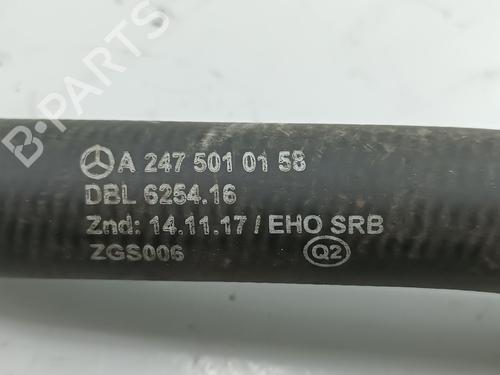 B-PARTS
A 247 501 01 58
DBL 6254.16
Znd: 14.11.17 / EHO SRB
ZGS006 Q2